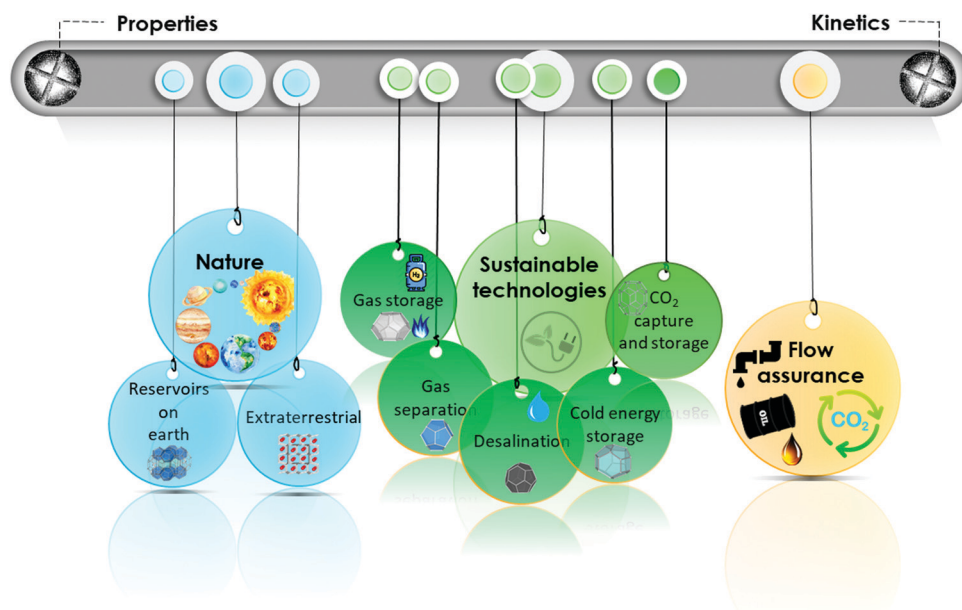 Properties
Kinetics
Nature
Reservoirs
on
earth
Extraterrestrial
Gas storage
H₂
Gas
separation
Sustainable
technologies
Desalination
Cold energy
storage
CO₂
capture
and storage
Flow
assurance
OIL
CO₂